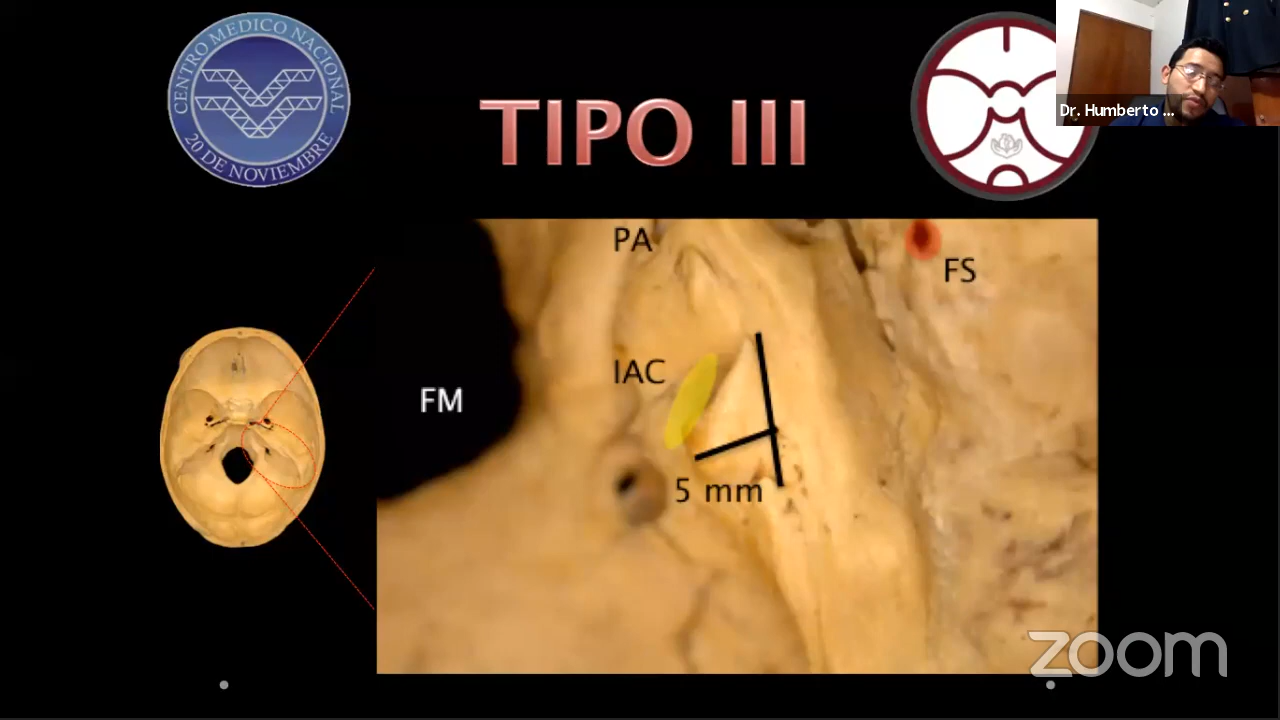 CENTRO MEDICO NACIONAL
20 DE NOVIEMBRE
TIPO III
Dr. Humberto ...
PA
FS
IAC
FM
5 mm
zoom